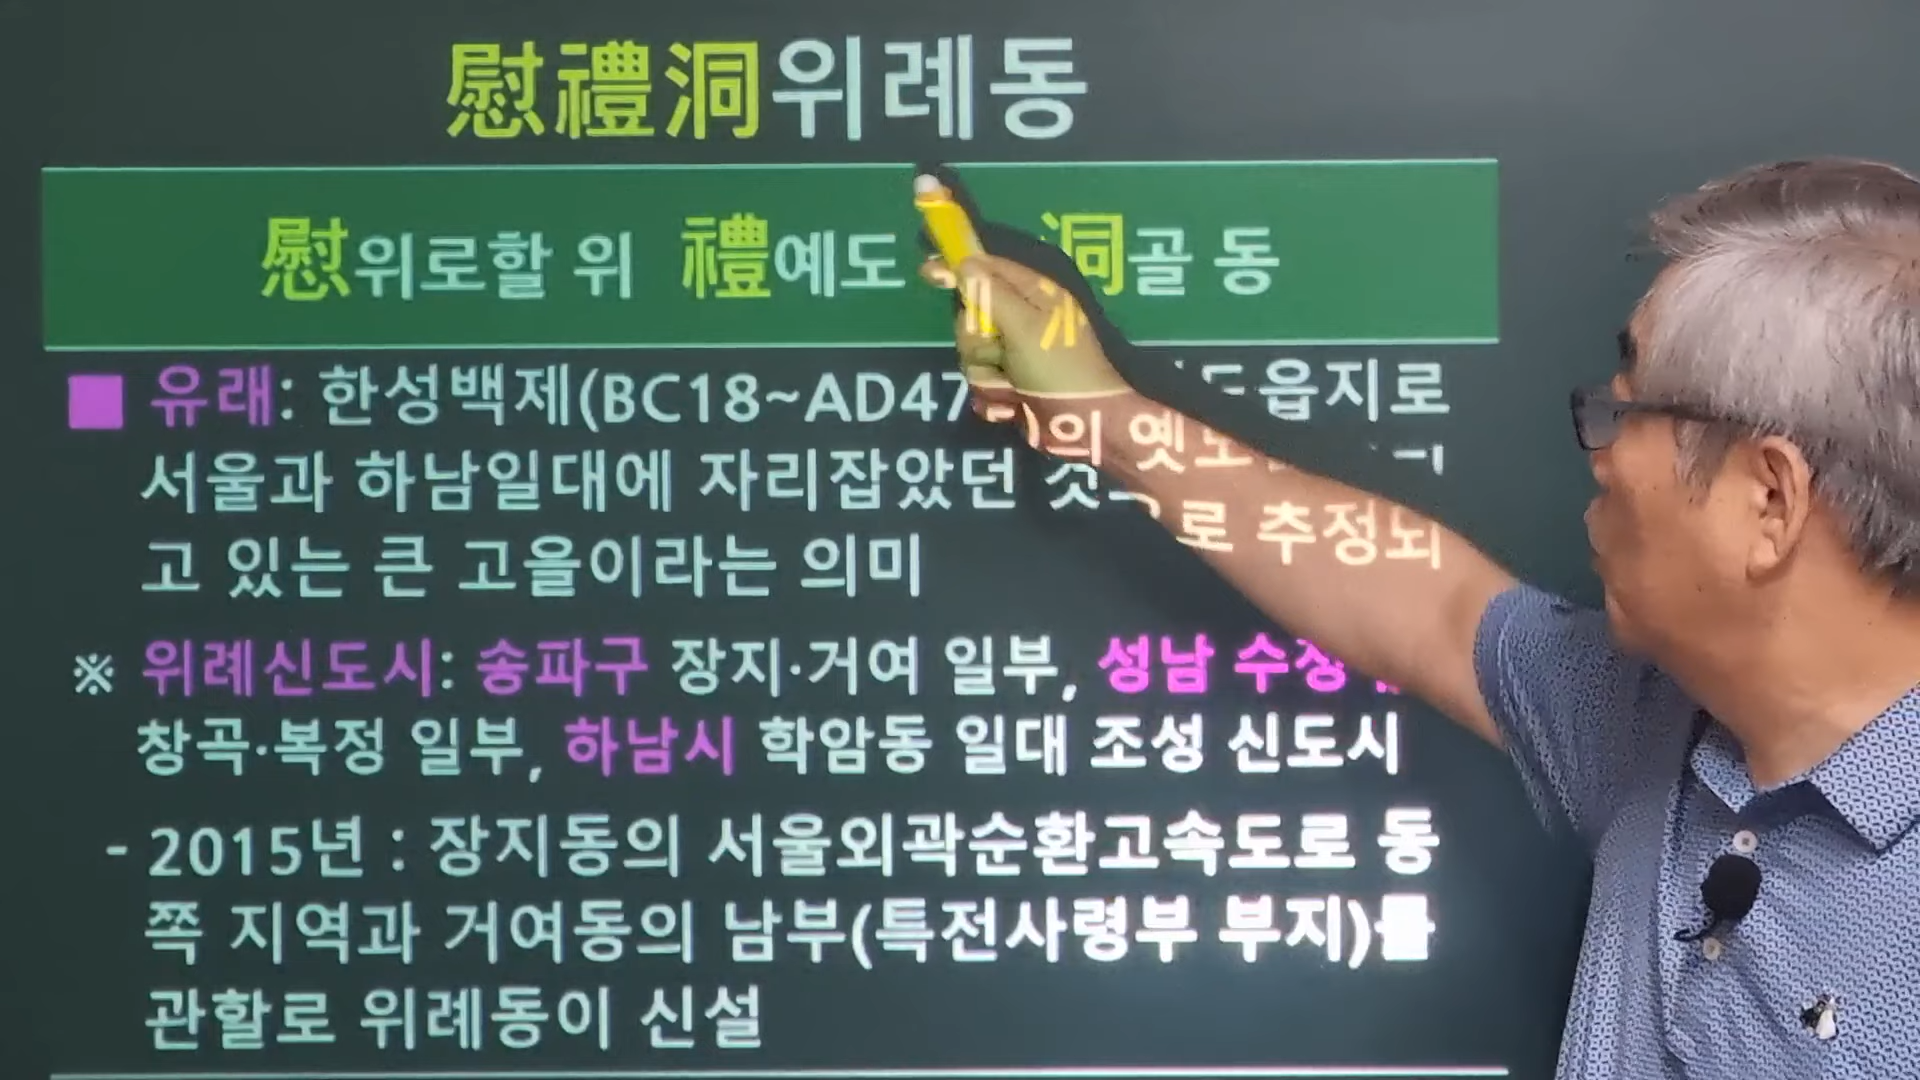 慰禮洞위례동
慰위로할 위 禮예도 洞골 동
■ 유래: 한성백제(BC18~AD475)의 옛도읍지로
서울과 하남일대에 자리잡았던 것으로 추정되
고 있는 큰 고을이라는 의미
※ 위례신도시: 송파구 장지·거여 일부, 성남 수정구
창곡·복정 일부, 하남시 학암동 일대 조성 신도시
- 2015년 : 장지동의 서울외곽순환고속도로 동
쪽 지역과 거여동의 남부(특전사령부 부지)를
관할로 위례동이 신설